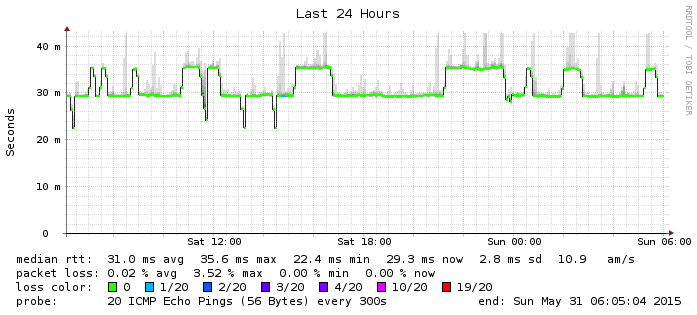 Last 24 Hours
RRDTOOL / TOBI OETIKER
Seconds
40 m
30 m
20 m
10 m
0
Sat 12:00 Sat 18:00 Sun 00:00 Sun 06:00
median rtt: 31.0 ms avg 35.6 ms max 22.4 ms min 29.3 ms now 2.8 ms sd 10.9 am/s
packet loss: 0.02 % avg 3.52 % max 0.00 % min 0.00 % now
loss color: 0 1/20 2/20 3/20 4/20 10/20 19/20
probe: 20 ICMP Echo Pings (56 Bytes) every 300s end: Sun May 31 06:05:04 2015